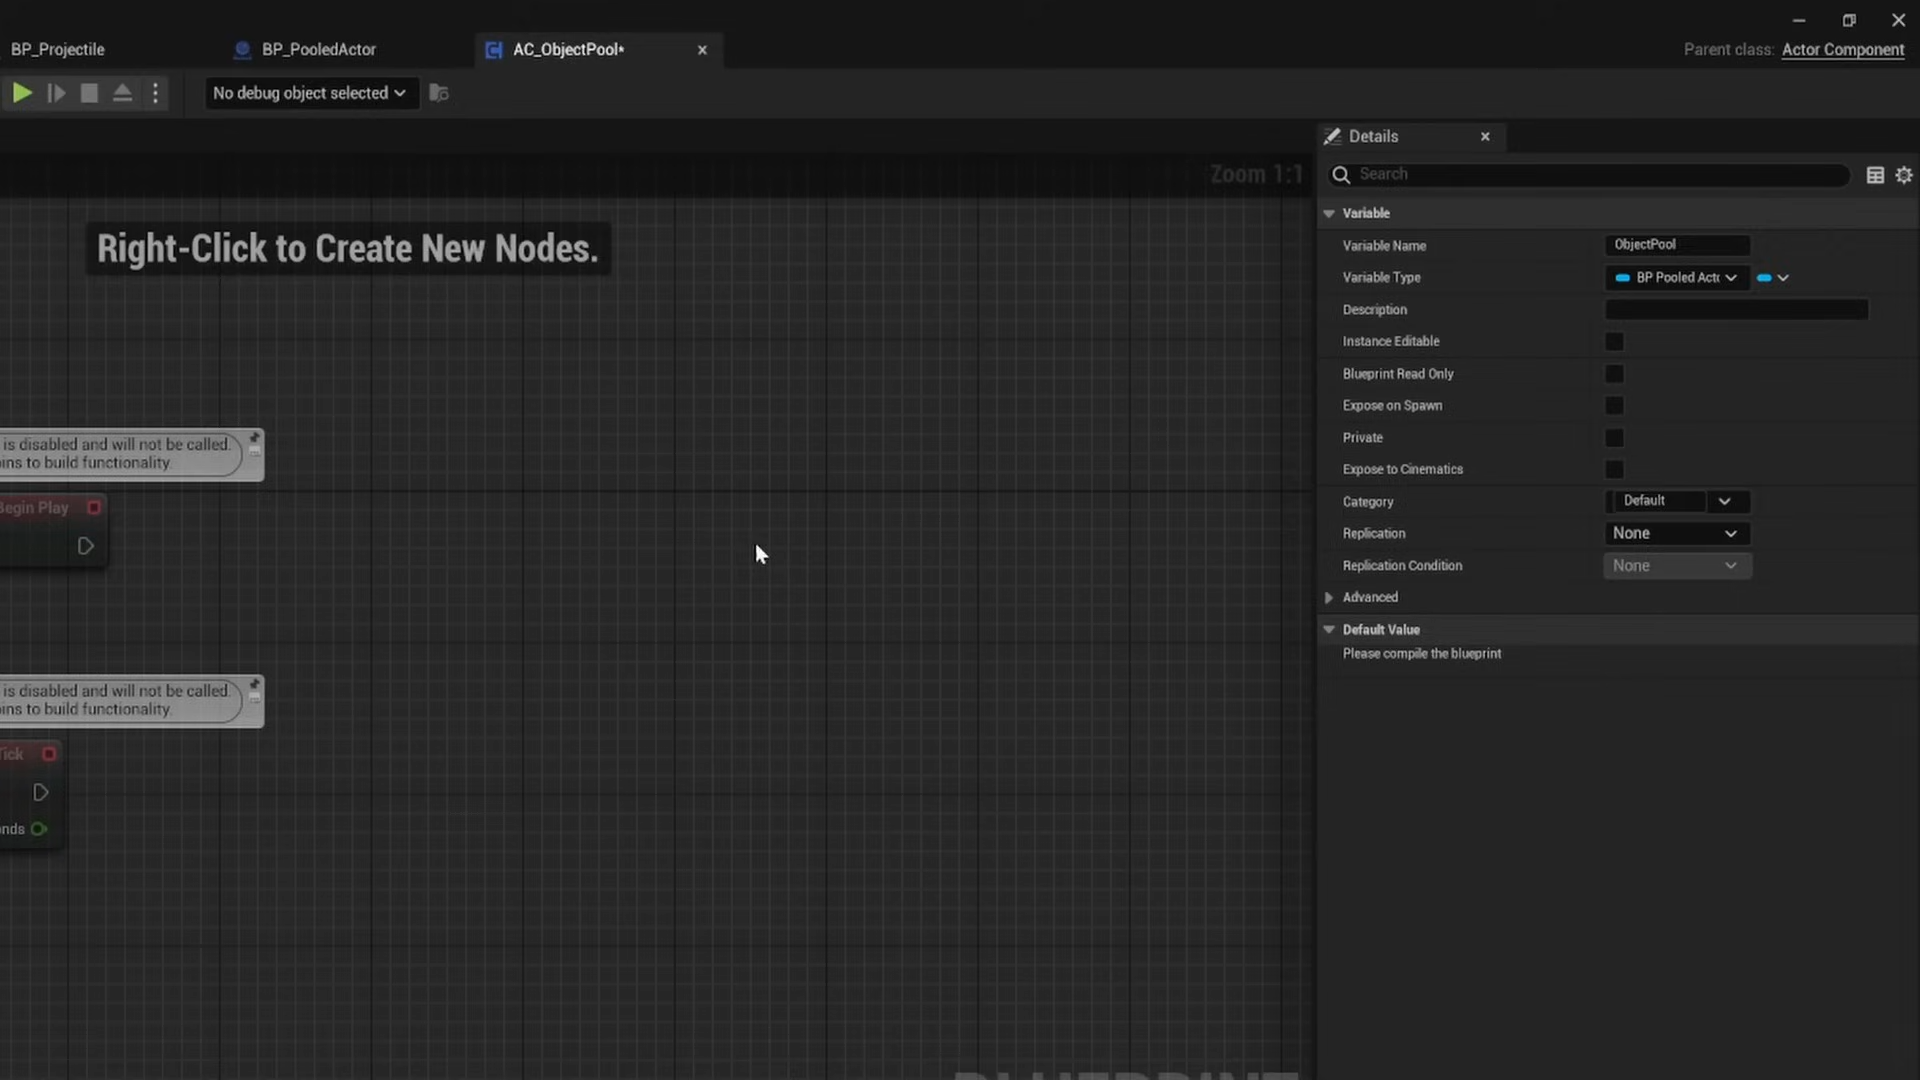 BP_Projectile
BP_PooledActor
AC_ObjectPool*
Parent class: Actor Component
No debug object selected
Details
Zoom 1:1
Search
Right-Click to Create New Nodes.
Variable
Variable Name
ObjectPool
Variable Type
BP Pooled Act
Description
Instance Editable
Blueprint Read Only
Expose on Spawn
Private
Expose to Cinematics
Category
Default
Replication
None
Replication Condition
None
Advanced
Default Value
Please compile the blueprint
is disabled and will not be called.
ins to build functionality.
Begin Play
is disabled and will not be called.
ins to build functionality.
Tick
onds